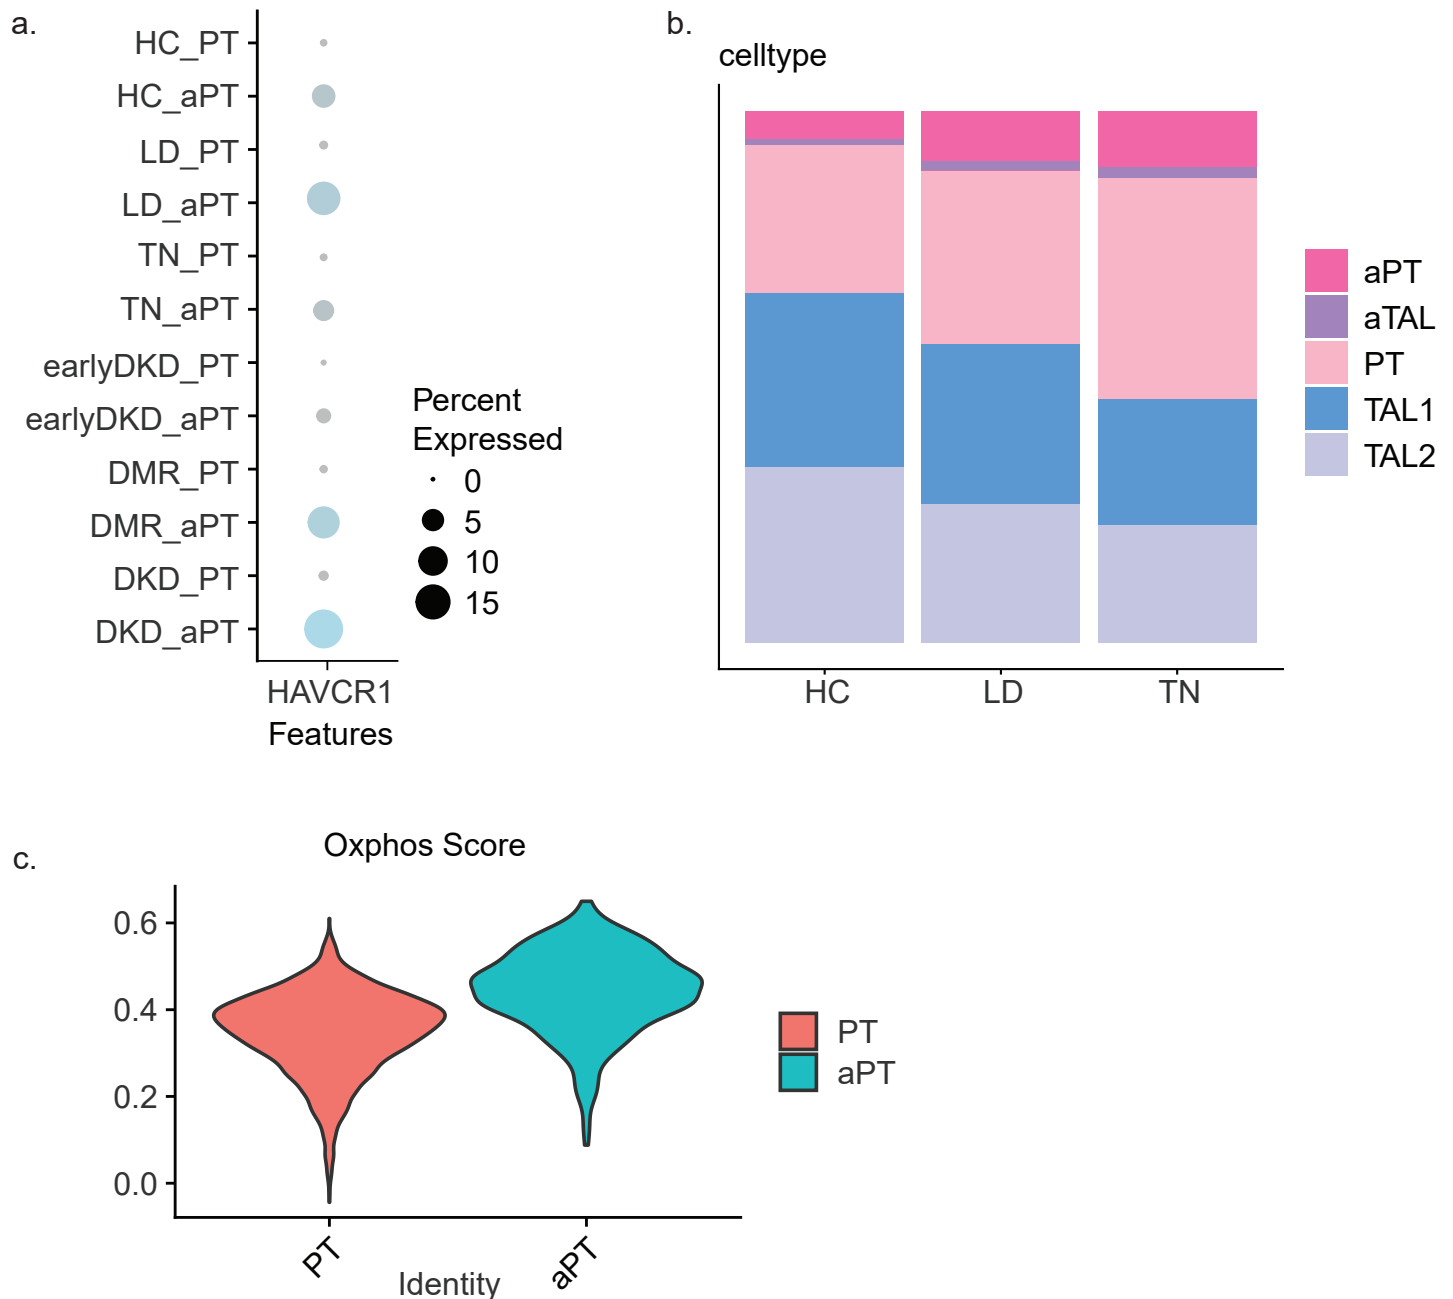 a.
HC_PT
HC_aPT
LD_PT
LD_aPT
TN_PT
TN_aPT
earlyDKD_PT
earlyDKD_aPT
DMR_PT
DMR_aPT
DKD_PT
DKD_aPT
HAVCR1
Features
Percent
Expressed
0
5
10
15
b.
celltype
HC
LD
TN
aPT
aTAL
PT
TAL1
TAL2
c.
Oxphos Score
0.6
0.4
0.2
0.0
PT
aPT
Identity
PT
aPT